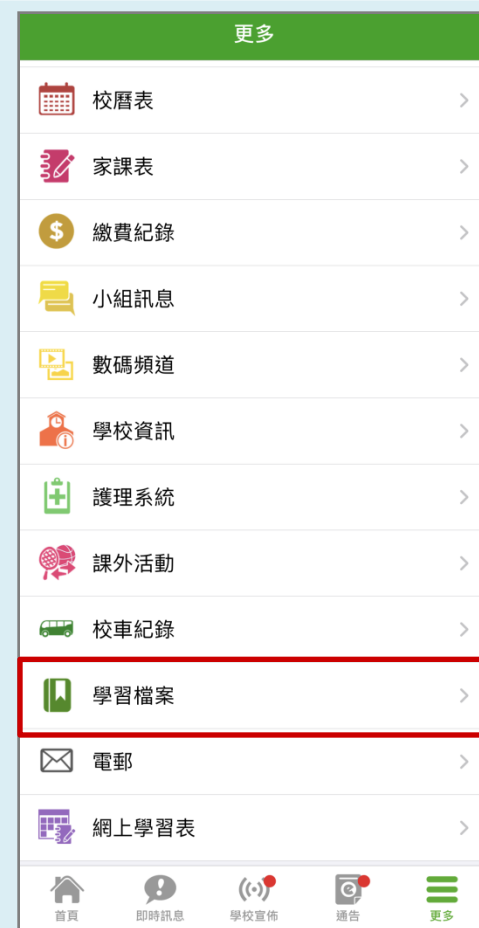 更多
校曆表
家課表
繳費紀錄
小組訊息
數碼頻道
學校資訊
護理系統
課外活動
校車紀錄
學習檔案
電郵
網上學習表
首頁
即時訊息
學校宣佈
通告
更多